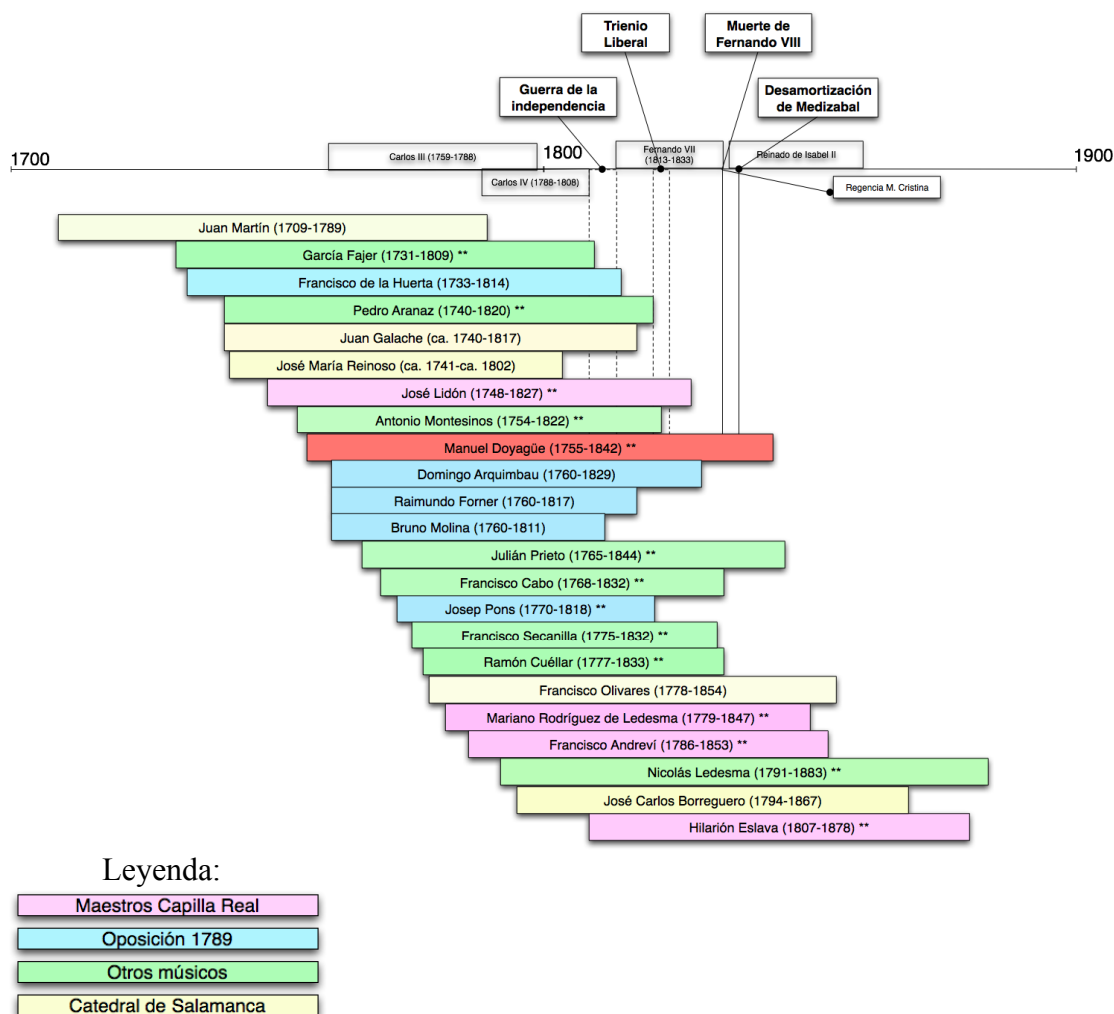 Trienio
Liberal
Muerte de
Fernando VIII
Guerra de la
independencia
Desamortización
de Medizabal
1700
1800
1900
Carlos III (1759-1788)
Fernando VII
(1813-1833)
Reinado de Isabel II
Carlos IV (1788-1808)
Regencia M. Cristina
Juan Martín (1709-1789)
García Fajer (1731-1809) **
Francisco de la Huerta (1733-1814)
Pedro Aranaz (1740-1820) **
Juan Galache (ca. 1740-1817)
José María Reinoso (ca. 1741-ca. 1802)
José Lidón (1748-1827) **
Antonio Montesinos (1754-1822) **
Manuel Doyagüe (1755-1842) **
Domingo Arquimbau (1760-1829)
Raimundo Forner (1760-1817)
Bruno Molina (1760-1811)
Julián Prieto (1765-1844) **
Francisco Cabo (1768-1832) **
Josep Pons (1770-1818) **
Francisco Secanilla (1775-1832) **
Ramón Cuéllar (1777-1833) **
Francisco Olivares (1778-1854)
Mariano Rodríguez de Ledesma (1779-1847) **
Francisco Andreví (1786-1853) **
Nicolás Ledesma (1791-1883) **
José Carlos Borreguero (1794-1867)
Hilarión Eslava (1807-1878) **
Leyenda:
Maestros Capilla Real
Oposición 1789
Otros músicos
Catedral de Salamanca